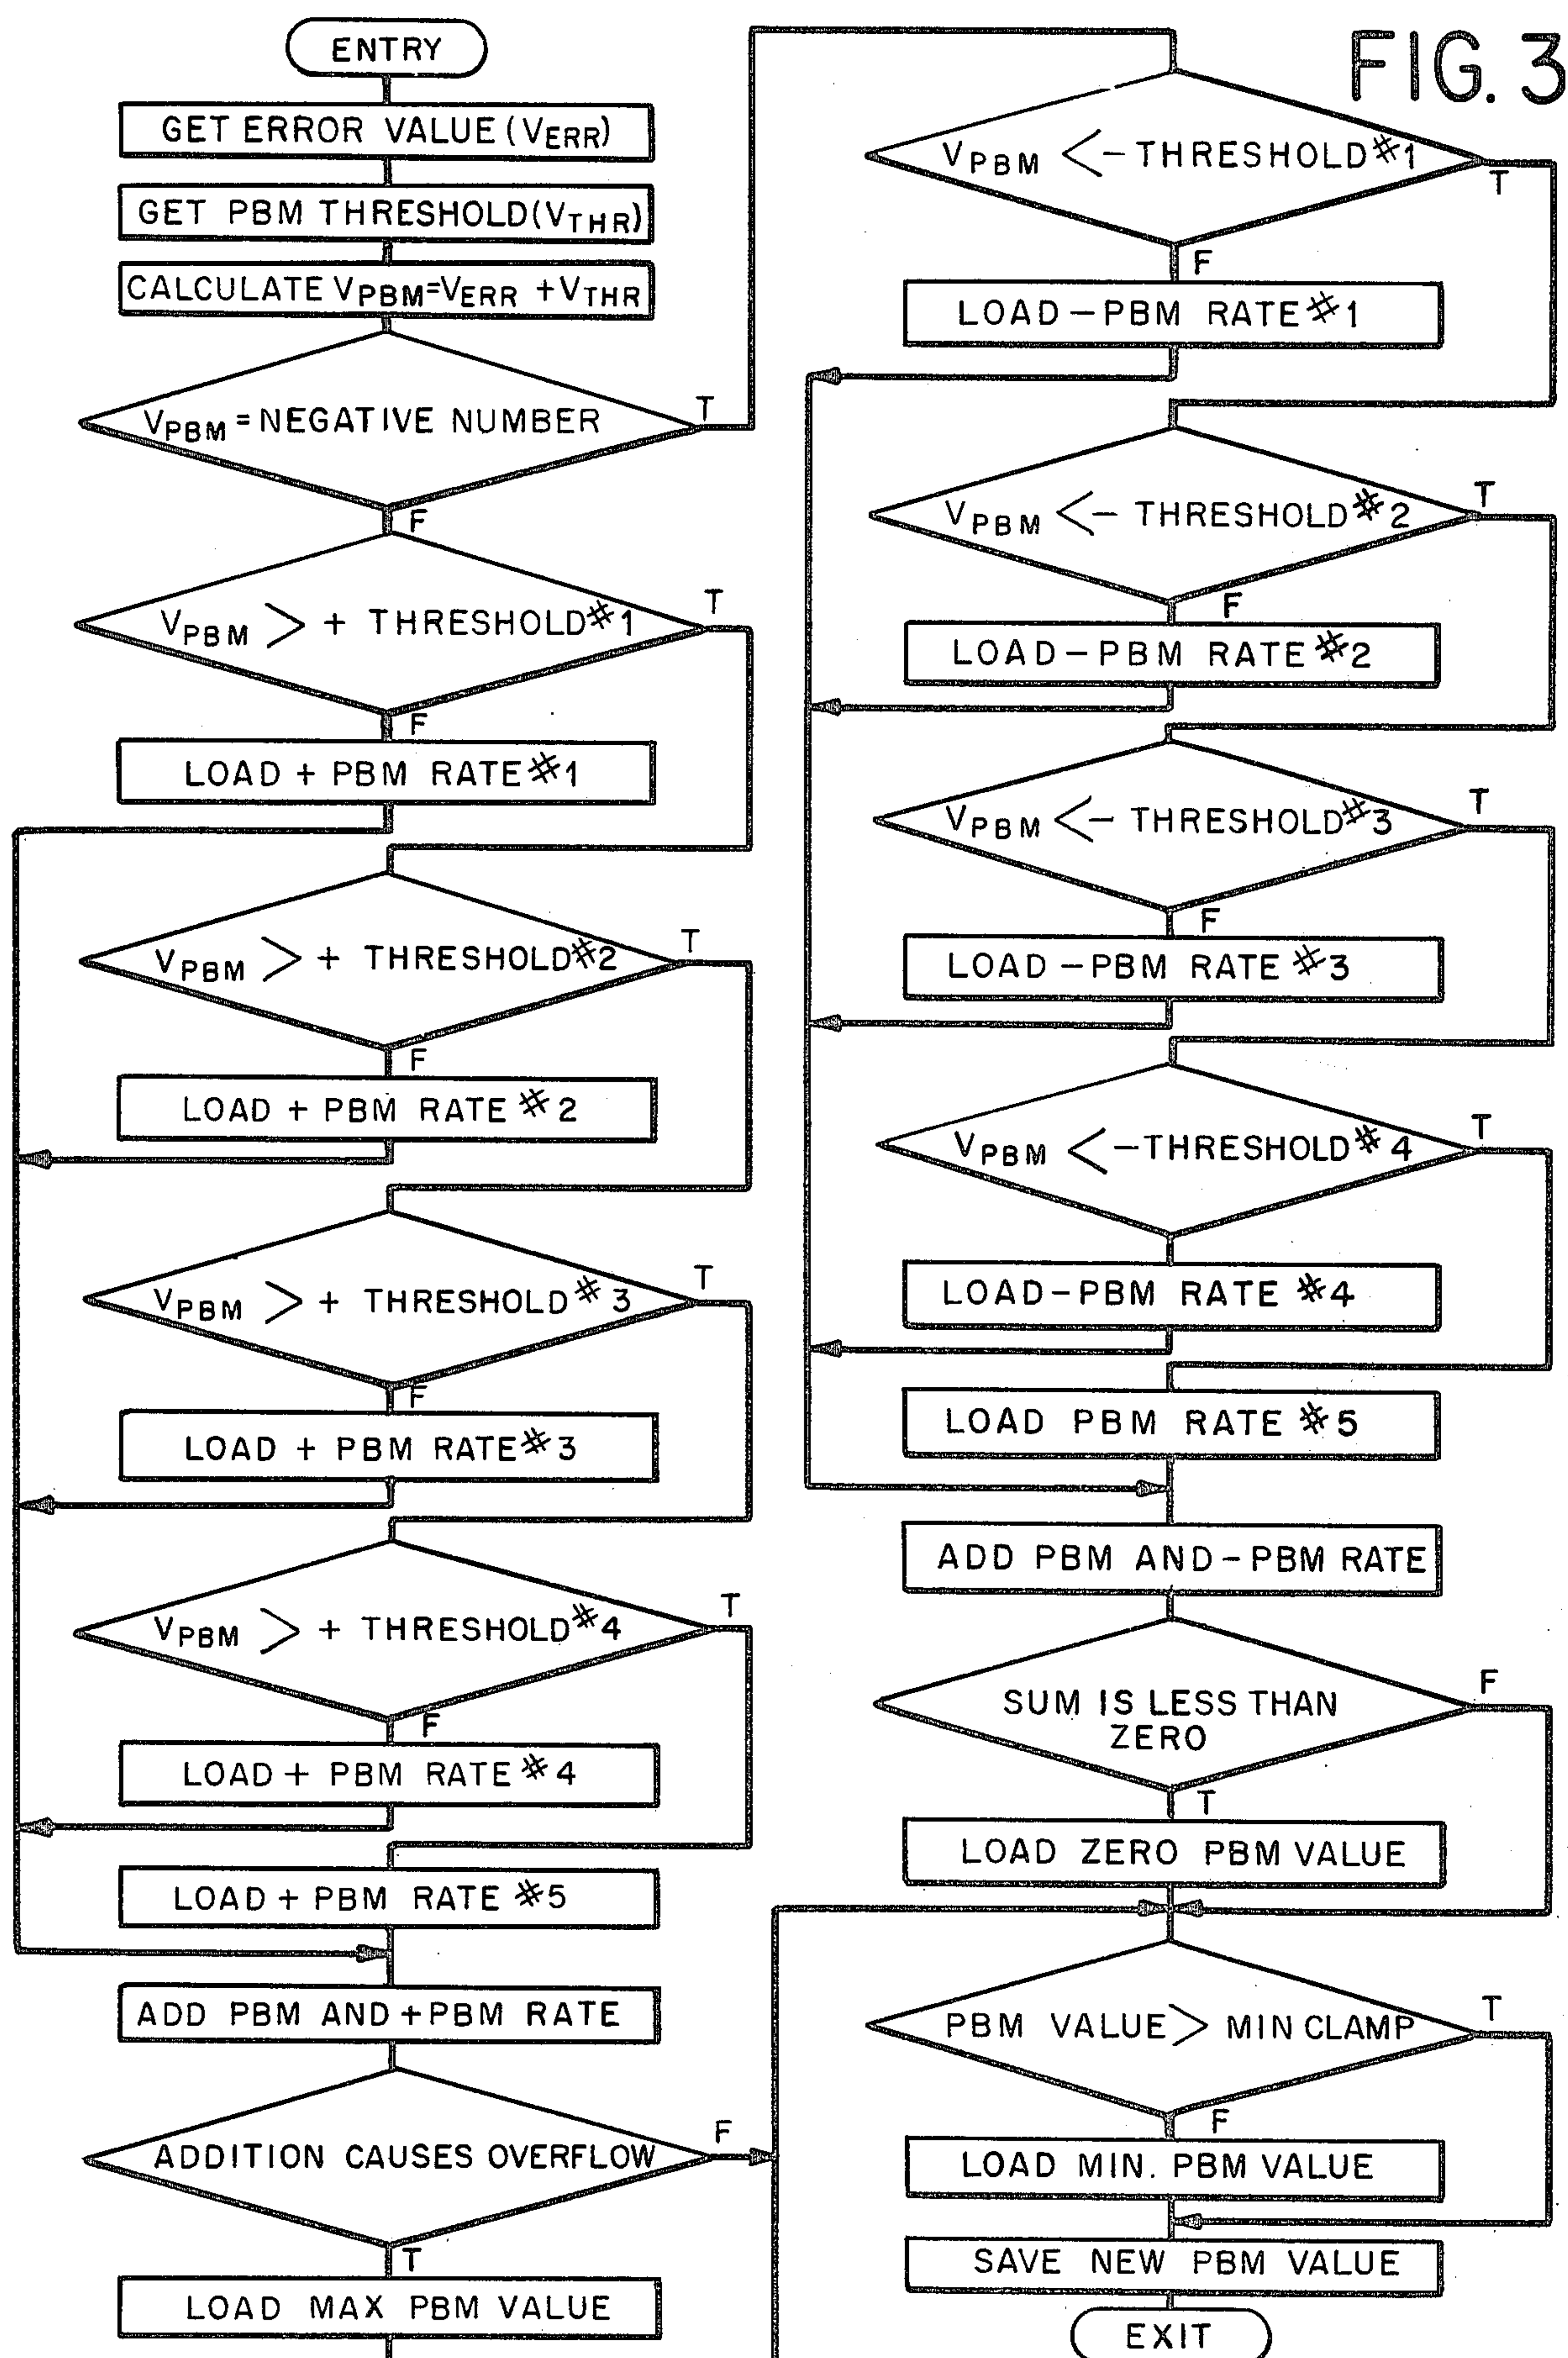 FIG. 3
ENTRY
GET ERROR VALUE (VERR)
GET PBM THRESHOLD (VTHR)
CALCULATE VPBM=VERR +VTHR
VPBM = NEGATIVE NUMBER
T
F
VPBM > + THRESHOLD #1
T
F
LOAD + PBM RATE #1
VPBM > + THRESHOLD #2
T
F
LOAD + PBM RATE #2
VPBM > + THRESHOLD #3
T
F
LOAD + PBM RATE #3
VPBM > + THRESHOLD #4
T
F
LOAD + PBM RATE #4
LOAD + PBM RATE #5
ADD PBM AND +PBM RATE
ADDITION CAUSES OVERFLOW
F
T
LOAD MAX PBM VALUE
VPBM < - THRESHOLD #1
T
F
LOAD - PBM RATE #1
VPBM < - THRESHOLD #2
T
F
LOAD - PBM RATE #2
VPBM < - THRESHOLD #3
T
F
LOAD - PBM RATE #3
VPBM < - THRESHOLD #4
T
LOAD - PBM RATE #4
LOAD PBM RATE #5
ADD PBM AND - PBM RATE
SUM IS LESS THAN
ZERO
F
T
LOAD ZERO PBM VALUE
PBM VALUE > MIN CLAMP
T
F
LOAD MIN. PBM VALUE
SAVE NEW PBM VALUE
EXIT